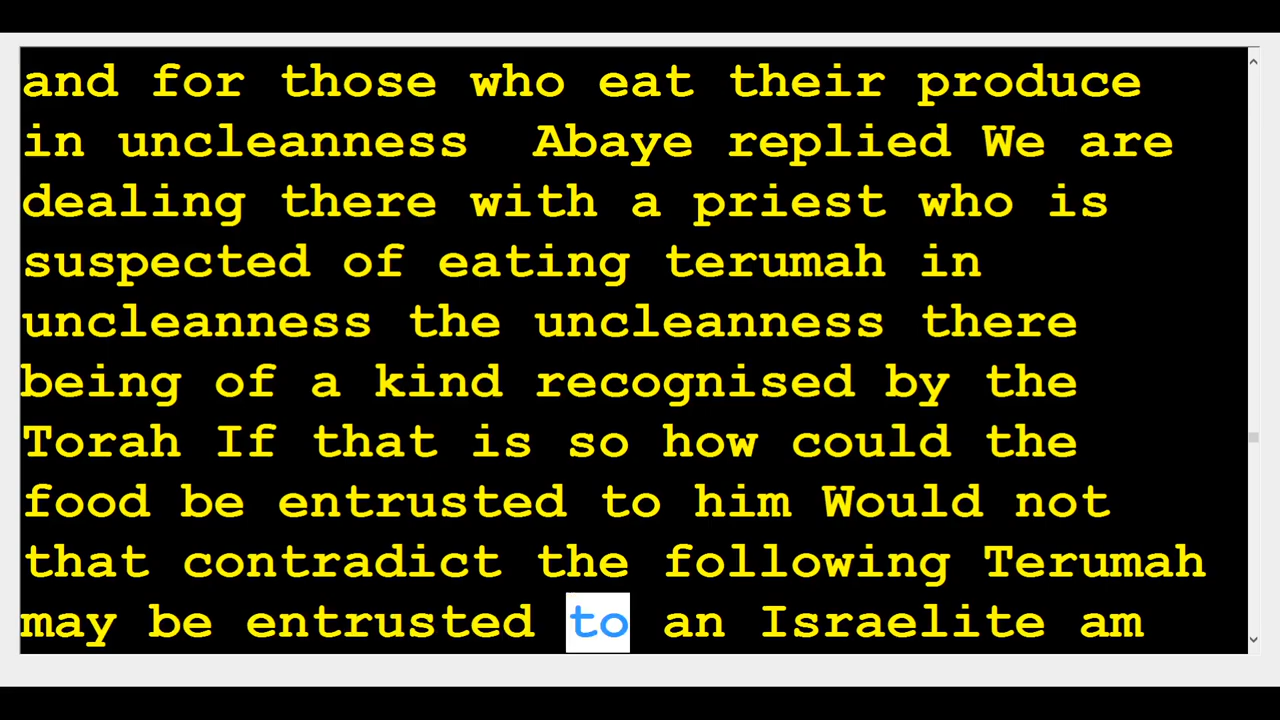 and for those who eat their produce
in uncleanness  Abaye replied We are
dealing there with a priest who is
suspected of eating terumah in
uncleanness the uncleanness there
being of a kind recognised by the
Torah If that is so how could the
food be entrusted to him Would not
that contradict the following Terumah
may be entrusted to an Israelite am